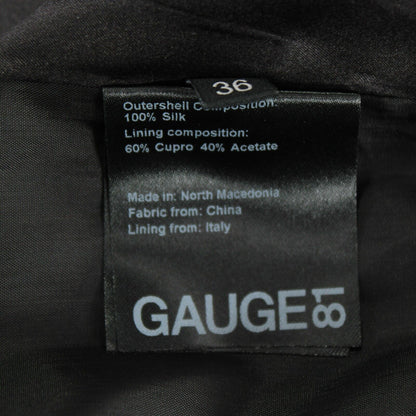 36
Outershell Composition:
100% Silk
Lining composition:
60% Cupro 40% Acetate
Made in: North Macedonia
Fabric from: China
Lining from: Italy
GAUGE81